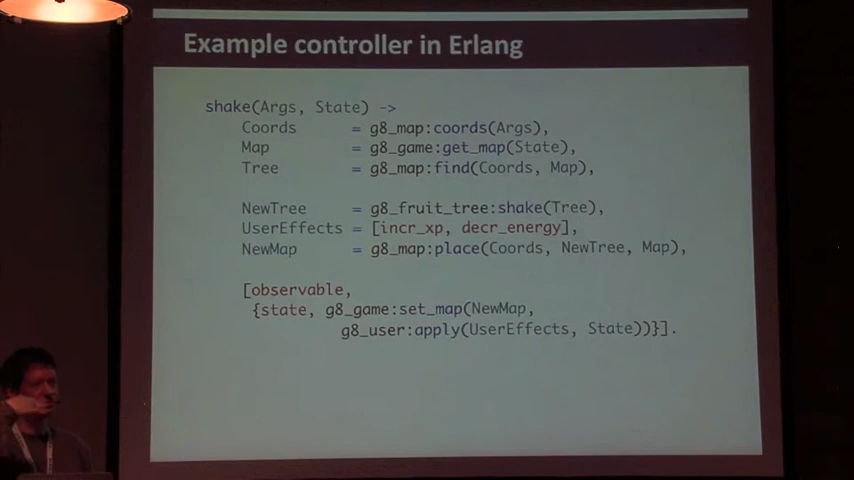 Example controller in Erlang
shake(Args, State) ->
Coords = g8_map:coords(Args),
Map = g8_game:get_map(State),
Tree = g8_map:find(Coords, Map),
NewTree = g8_fruit_tree:shake(Tree),
UserEffects = [incr_xp, decr_energy],
NewMap = g8_map:place(Coords, NewTree, Map),
[observable,
{state, g8_game:set_map(NewMap,
g8_user:apply(UserEffects, State))}].